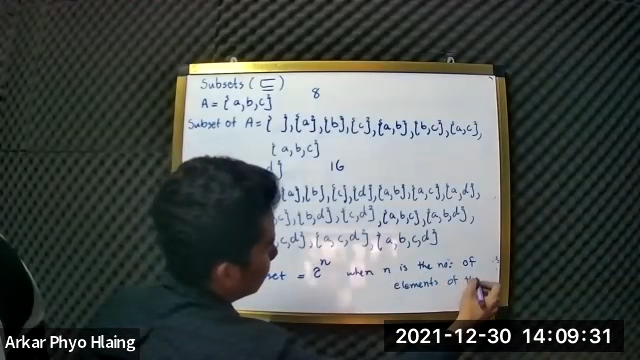 Subsets (⊆)
A = {a,b,c} 8
Subset of A = { }, {a}, {b}, {c}, {a,b}, {b,c}, {a,c},
{a,b,c}
d} 16
{a}, {b}, {c}, {d}, {a,b}, {a,c}, {a,d},
c}, {b,d}, {c,d}, {a,b,c}, {a,b,d},
c,d}, {a,c,d}, {a,b,c,d}
set = 2ⁿ when n is the no: of
elements of
Arkar Phyo Hlaing
2021-12-30 14:09:31